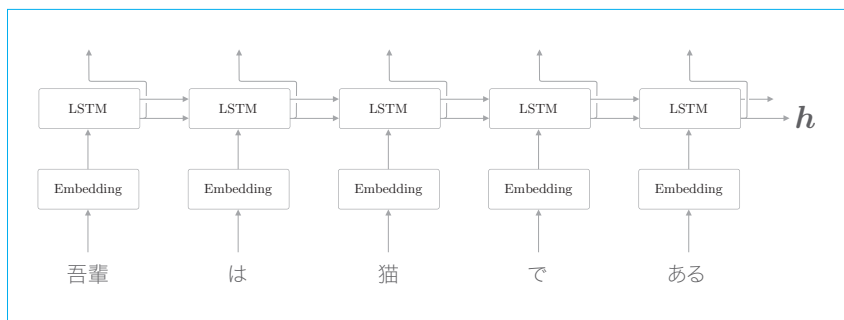 LSTM LSTM LSTM LSTM LSTM h
Embedding Embedding Embedding Embedding Embedding
吾輩 は 猫 で ある